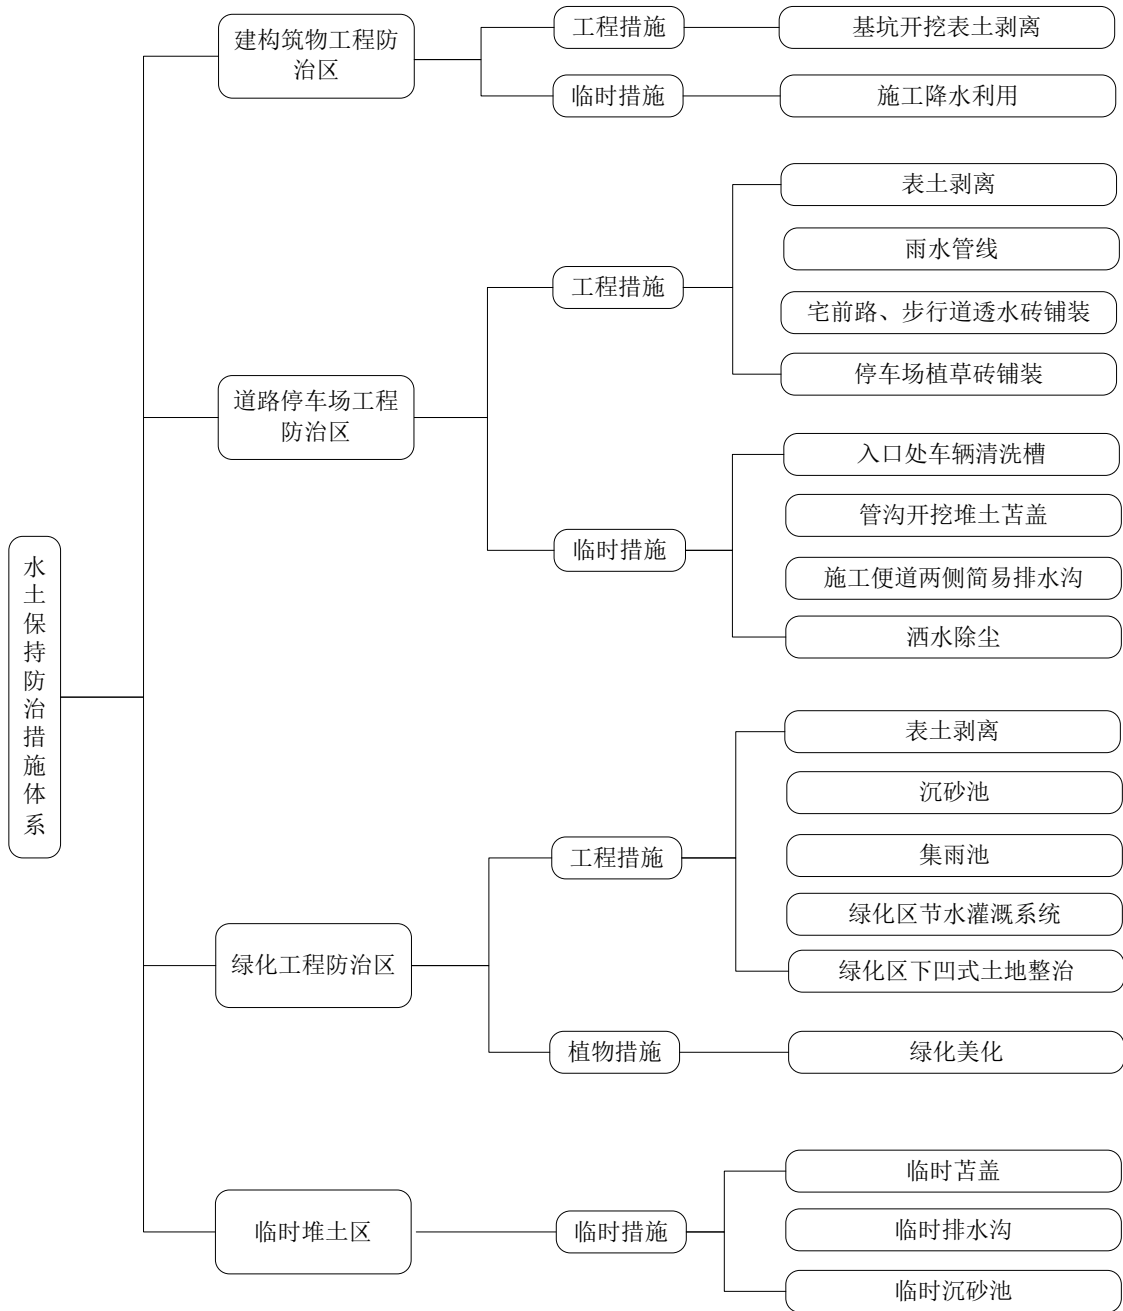 水土保持防治措施体系
建构筑物工程防
治区
工程措施
基坑开挖表土剥离
临时措施
施工降水利用
道路停车场工程
防治区
工程措施
表土剥离
雨水管线
宅前路、步行道透水砖铺装
停车场植草砖铺装
临时措施
入口处车辆清洗槽
管沟开挖堆土苫盖
施工便道两侧简易排水沟
洒水除尘
绿化工程防治区
工程措施
表土剥离
沉砂池
集雨池
绿化区节水灌溉系统
绿化区下凹式土地整治
植物措施
绿化美化
临时堆土区
临时措施
临时苫盖
临时排水沟
临时沉砂池